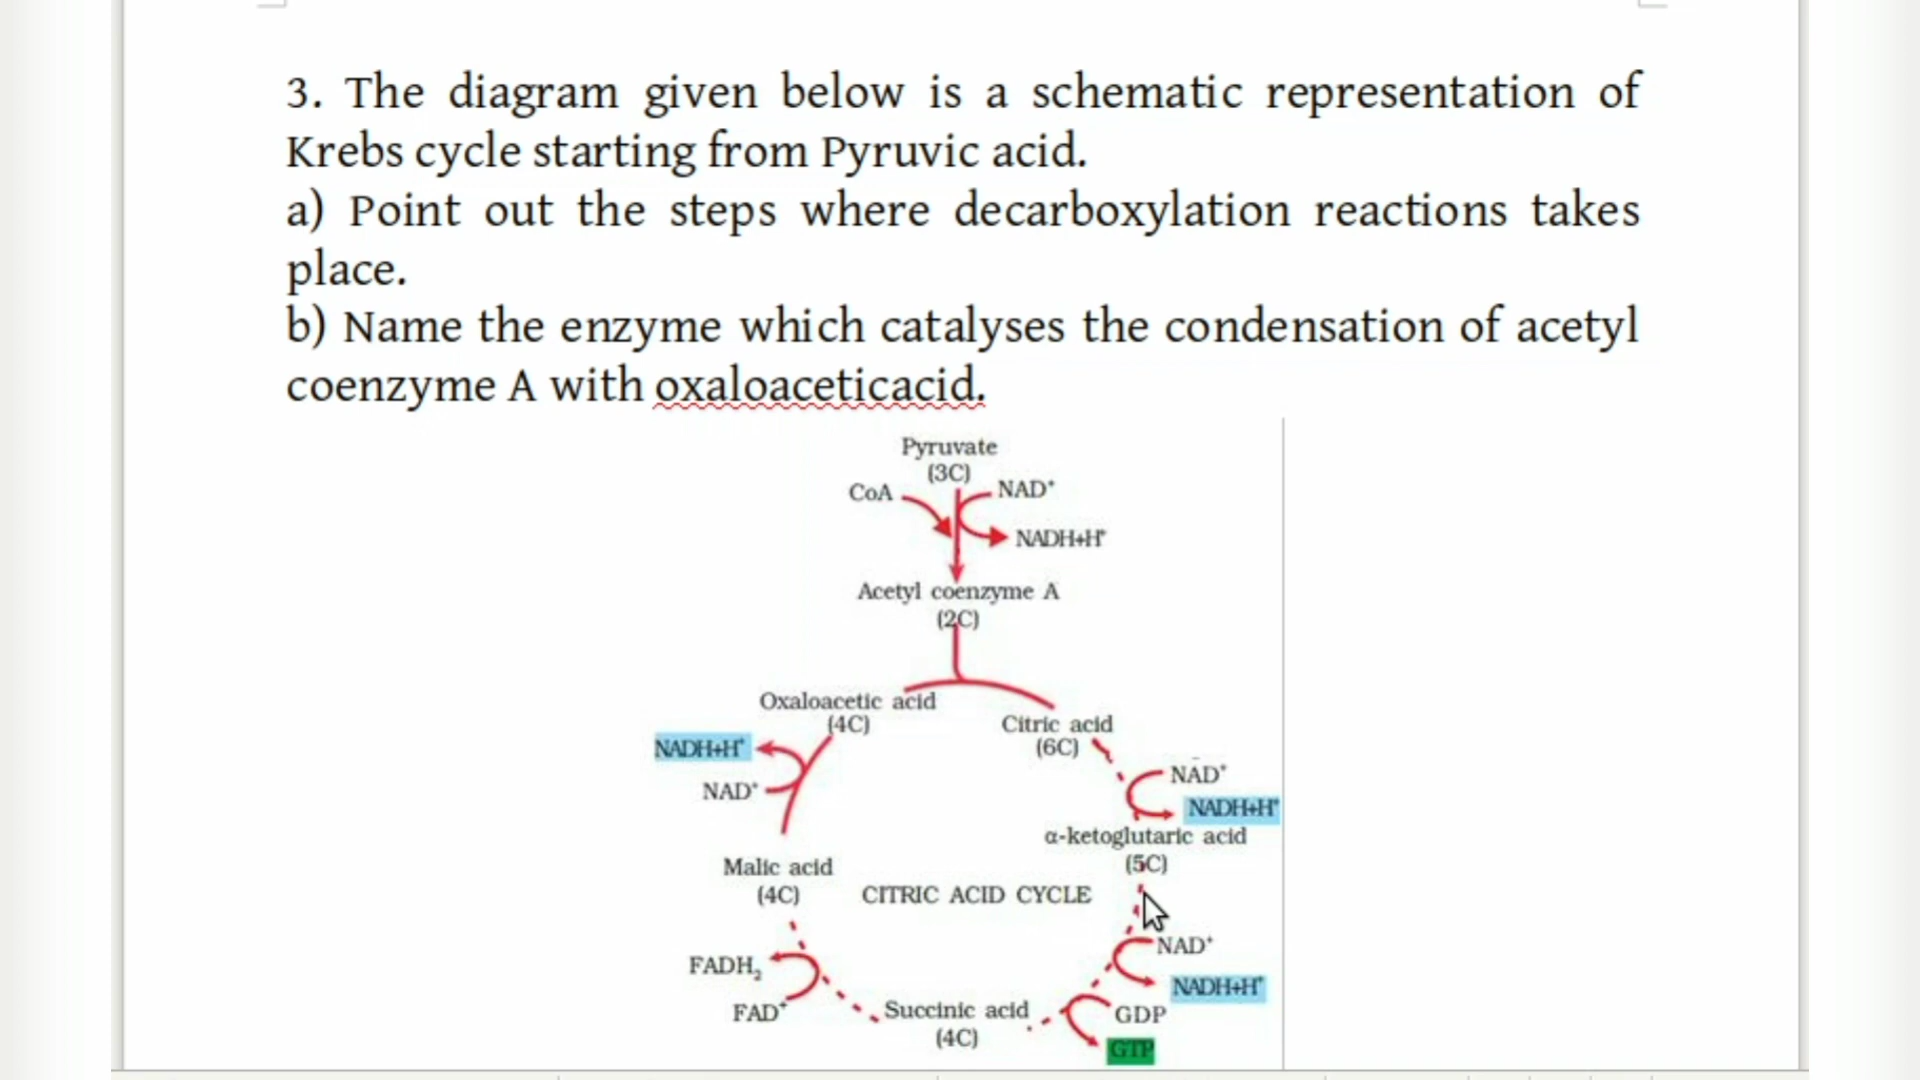 3. The diagram given below is a schematic representation of
Krebs cycle starting from Pyruvic acid.
a) Point out the steps where decarboxylation reactions takes
place.
b) Name the enzyme which catalyses the condensation of acetyl
coenzyme A with oxaloaceticacid.
Pyruvate
(3C)
CoA
NAD⁺
NADH+H⁺
Acetyl coenzyme A
(2C)
Oxaloacetic acid
(4C)
Citric acid
(6C)
NADH+H⁺
NAD⁺
NAD⁺
NADH+H⁺
α-ketoglutaric acid
(5C)
Malic acid
(4C)
CITRIC ACID CYCLE
NAD⁺
NADH+H⁺
FADH₂
FAD⁺
Succinic acid
(4C)
GDP
GTP